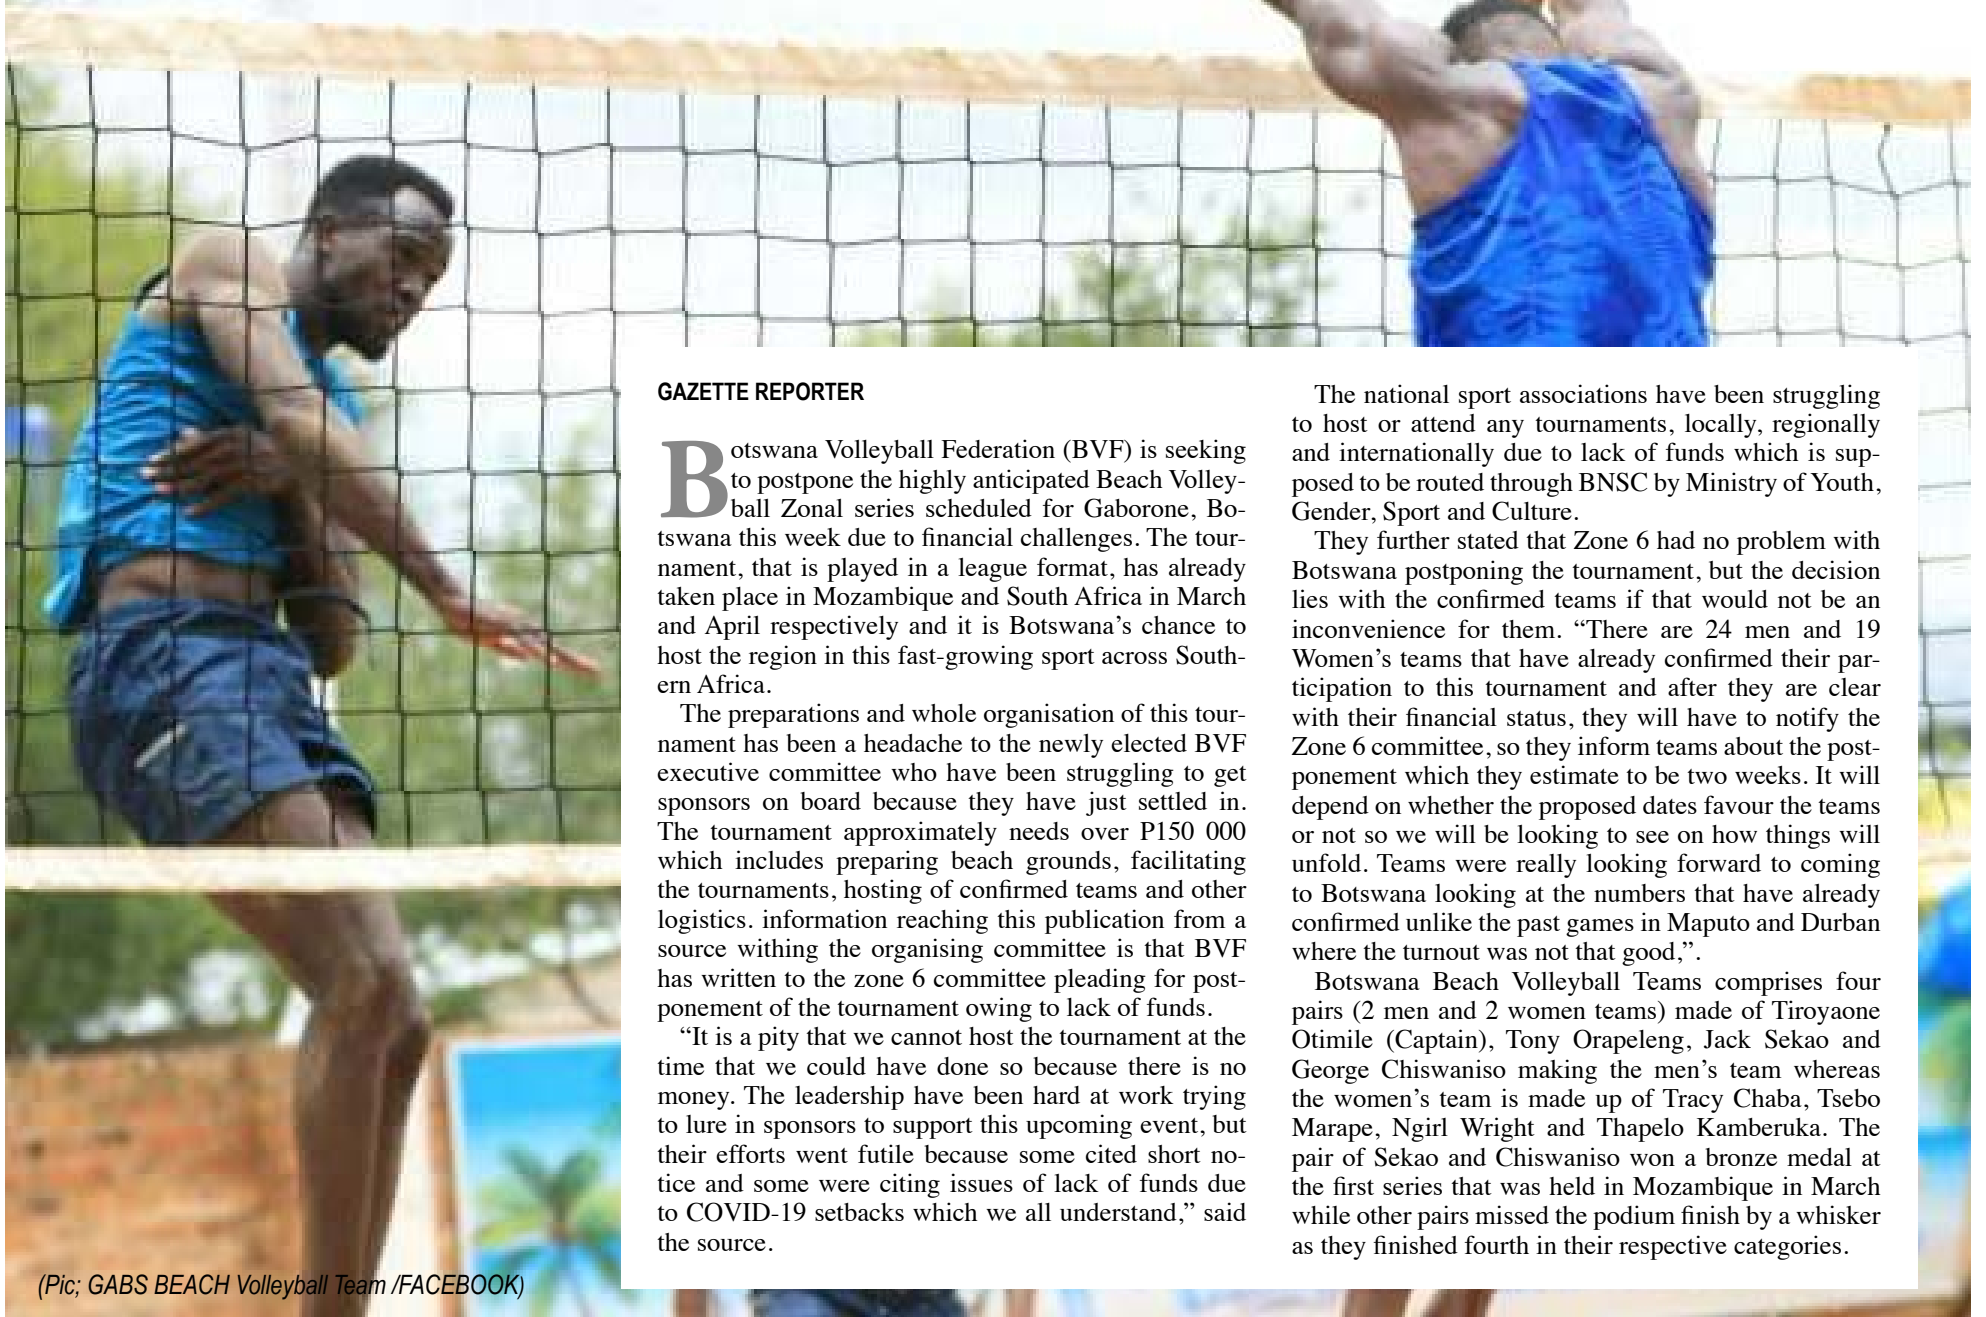 GAZETTE REPORTER
Botswana Volleyball Federation (BVF) is seeking
to postpone the highly anticipated Beach Volley-
ball Zonal series scheduled for Gaborone, Bo-
tswana this week due to financial challenges. The tour-
nament, that is played in a league format, has already
taken place in Mozambique and South Africa in March
and April respectively and it is Botswana’s chance to
host the region in this fast-growing sport across South-
ern Africa.
The preparations and whole organisation of this tour-
nament has been a headache to the newly elected BVF
executive committee who have been struggling to get
sponsors on board because they have just settled in.
The tournament approximately needs over P150 000
which includes preparing beach grounds, facilitating
the tournaments, hosting of confirmed teams and other
logistics. information reaching this publication from a
source withing the organising committee is that BVF
has written to the zone 6 committee pleading for post-
ponement of the tournament owing to lack of funds.
“It is a pity that we cannot host the tournament at the
time that we could have done so because there is no
money. The leadership have been hard at work trying
to lure in sponsors to support this upcoming event, but
their efforts went futile because some cited short no-
tice and some were citing issues of lack of funds due
to COVID-19 setbacks which we all understand,” said
the source.
The national sport associations have been struggling
to host or attend any tournaments, locally, regionally
and internationally due to lack of funds which is sup-
posed to be routed through BNSC by Ministry of Youth,
Gender, Sport and Culture.
They further stated that Zone 6 had no problem with
Botswana postponing the tournament, but the decision
lies with the confirmed teams if that would not be an
inconvenience for them. “There are 24 men and 19
Women’s teams that have already confirmed their par-
ticipation to this tournament and after they are clear
with their financial status, they will have to notify the
Zone 6 committee, so they inform teams about the post-
ponement which they estimate to be two weeks. It will
depend on whether the proposed dates favour the teams
or not so we will be looking to see on how things will
unfold. Teams were really looking forward to coming
to Botswana looking at the numbers that have already
confirmed unlike the past games in Maputo and Durban
where the turnout was not that good,”.
Botswana Beach Volleyball Teams comprises four
pairs (2 men and 2 women teams) made of Tiroyaone
Otimile (Captain), Tony Orapeleng, Jack Sekao and
George Chiswaniso making the men’s team whereas
the women’s team is made up of Tracy Chaba, Tsebo
Marape, Ngirl Wright and Thapelo Kamberuka. The
pair of Sekao and Chiswaniso won a bronze medal at
the first series that was held in Mozambique in March
while other pairs missed the podium finish by a whisker
as they finished fourth in their respective categories.
(Pic; GABS BEACH Volleyball Team /FACEBOOK)